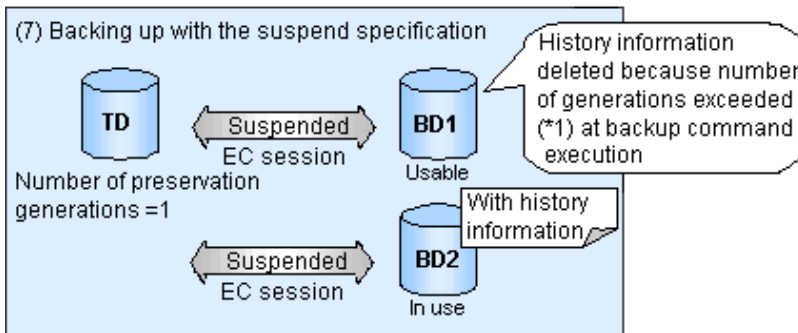 (7) Backing up with the suspend specification
History information
deleted because number
of generations exceeded
(*1) at backup command
execution
TD
Suspended
EC session
BD1
Usable
Number of preservation
generations =1
With history
information
Suspended
EC session
BD2
In use